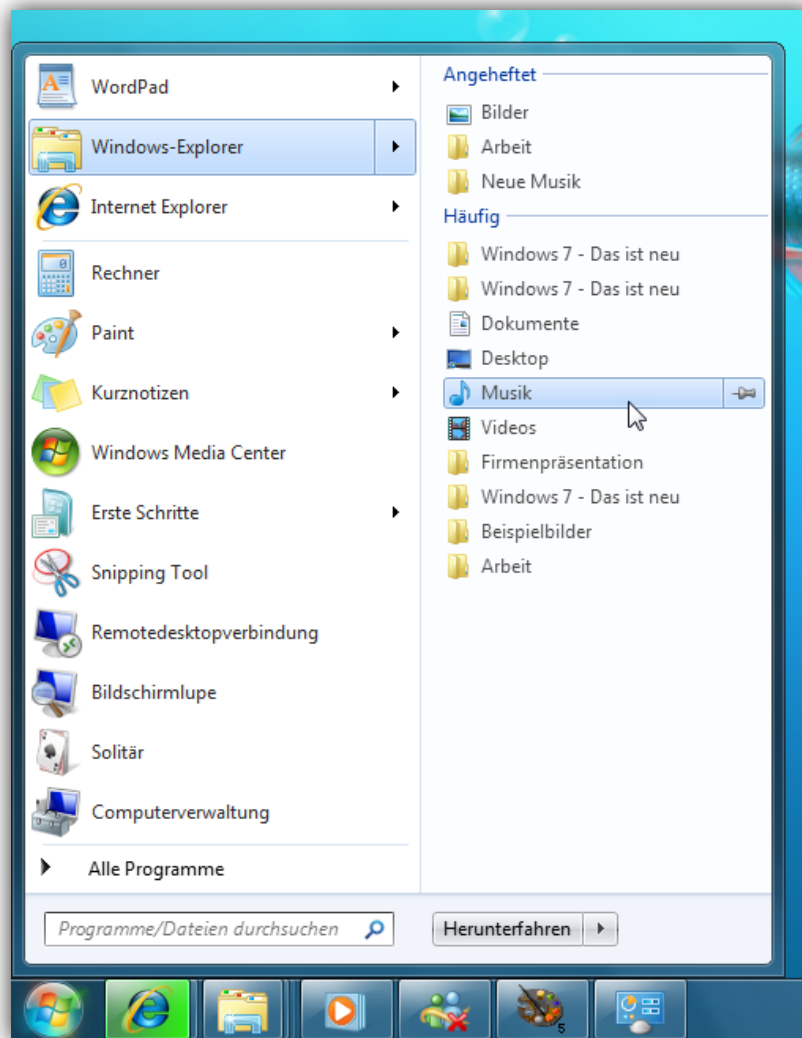 WordPad
Windows-Explorer
Internet Explorer
Rechner
Paint
Kurznotizen
Windows Media Center
Erste Schritte
Snipping Tool
Remotedesktopverbindung
Bildschirmlupe
Solitär
Computerverwaltung
Alle Programme
Programme/Dateien durchsuchen
Angeheftet
Bilder
Arbeit
Neue Musik
Häufig
Windows 7 - Das ist neu
Windows 7 - Das ist neu
Dokumente
Desktop
Musik
Videos
Firmenpräsentation
Windows 7 - Das ist neu
Beispielbilder
Arbeit
Herunterfahren
5